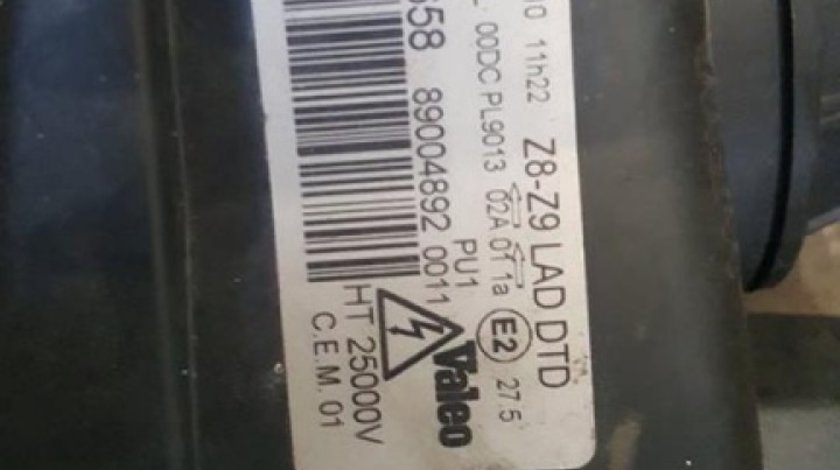 11h22 Z8-Z9 LAD DTD
00DC PL9013 02A 01 1a E2 27.5
89004892 0011 PU1 Valeo
HT 25000V
C.E.M. 01